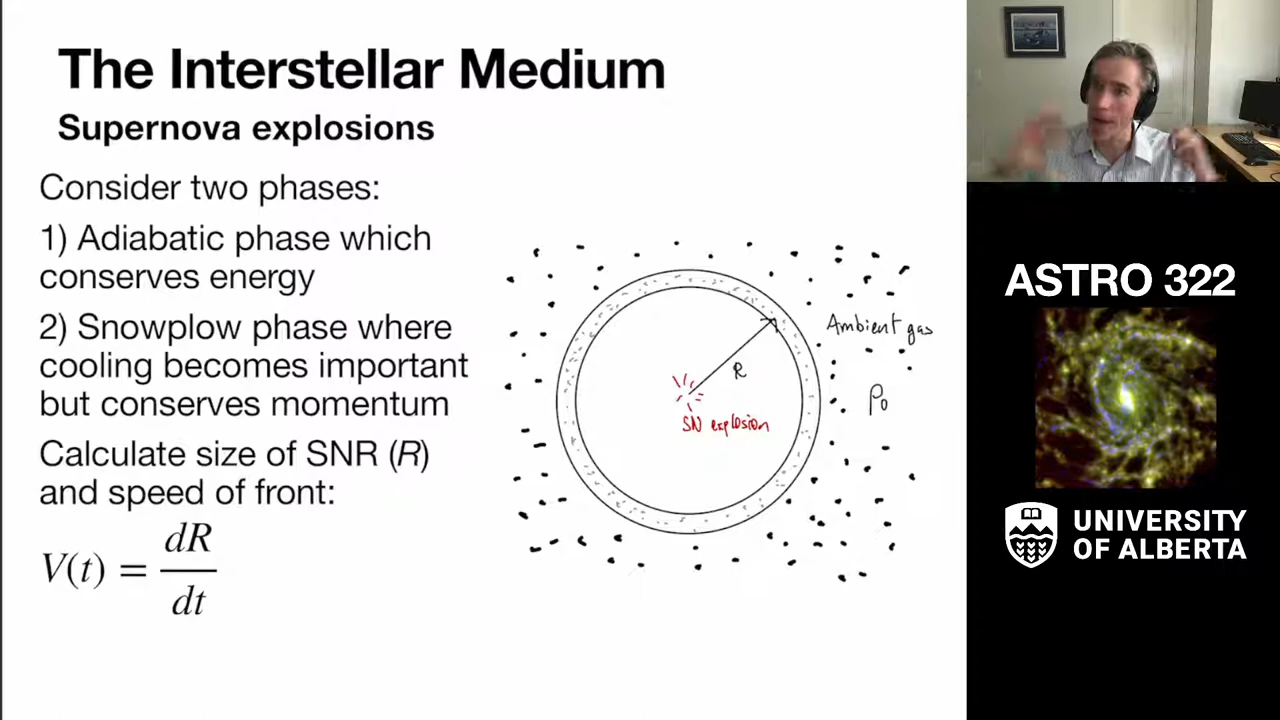 The Interstellar Medium
Supernova explosions
Consider two phases:
1) Adiabatic phase which
conserves energy
2) Snowplow phase where
cooling becomes important
but conserves momentum
Calculate size of SNR (R)
and speed of front:
V(t) = dR/dt
Ambient gas
R
ρ₀
SN explosion
ASTRO 322
UNIVERSITY
OF ALBERTA